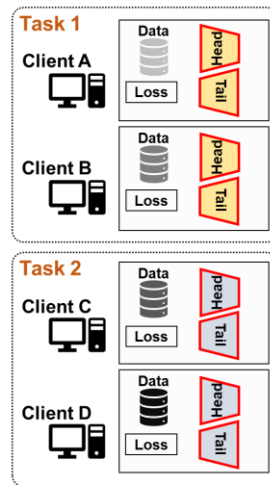 Task 1
Client A
Data
Loss
Head
Tail
Client B
Data
Loss
Head
Tail
Task 2
Client C
Data
Loss
Head
Tail
Client D
Data
Loss
Head
Tail